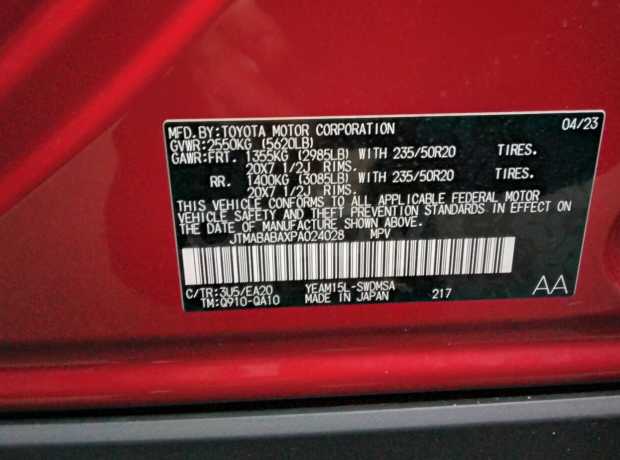 MFD.BY:TOYOTA MOTOR CORPORATION 04/23
GVWR:2550KG (5620LB)
GAWR:FRT. 1355KG (2985LB) WITH 235/50R20 TIRES.
20X7 1/2J RIMS.
RR. 1400KG (3085LB) WITH 235/50R20 TIRES.
20X7 1/2J RIMS.
THIS VEHICLE CONFORMS TO ALL APPLICABLE FEDERAL MOTOR
VEHICLE SAFETY AND THEFT PREVENTION STANDARDS IN EFFECT ON
THE DATE OF MANUFACTURE SHOWN ABOVE.
JTMABABAXPA024028 MPV
C/TR:3U5/EA20 YEAM15L-SWDMSA
TM:Q910-QA10 MADE IN JAPAN 217 AA